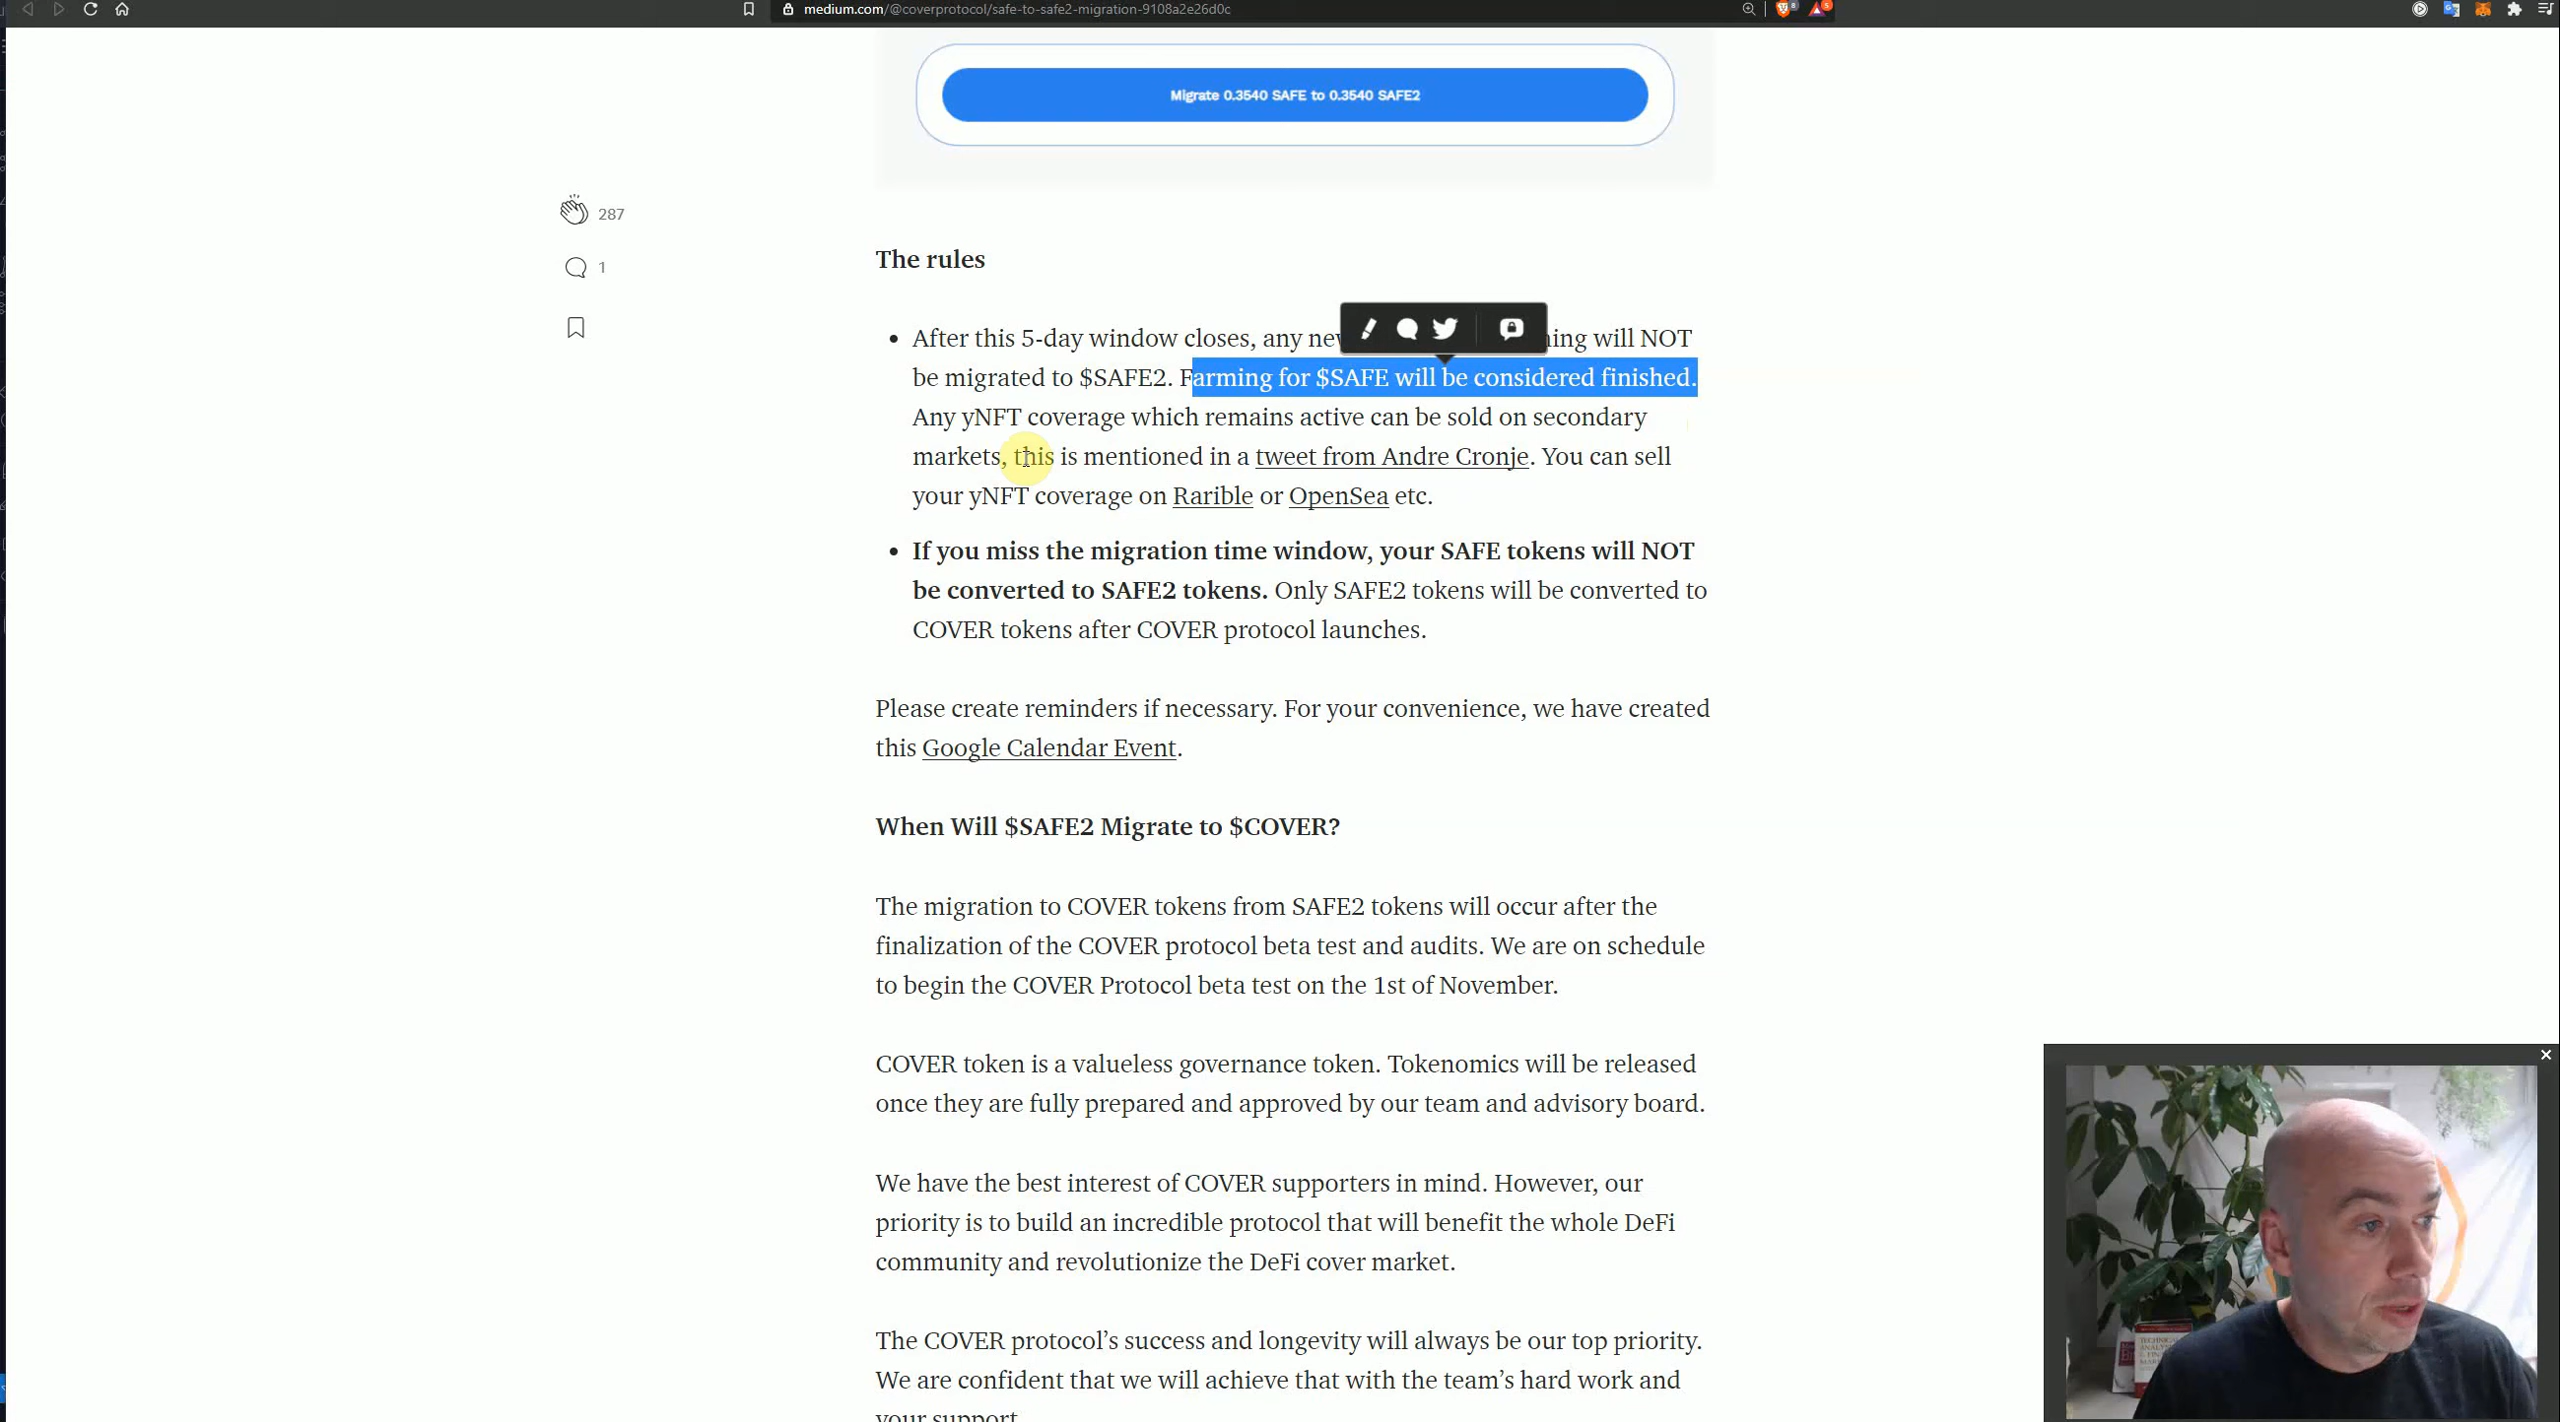 medium.com/@coverprotocol/safe-to-safe2-migration-9108a2e26d0c
Migrate 0.3540 SAFE to 0.3540 SAFE2
287
1
The rules
After this 5-day window closes, any ne ing will NOT
be migrated to $SAFE2. Farming for $SAFE will be considered finished.
Any yNFT coverage which remains active can be sold on secondary
markets, this is mentioned in a tweet from Andre Cronje. You can sell
your yNFT coverage on Rarible or OpenSea etc.
If you miss the migration time window, your SAFE tokens will NOT
be converted to SAFE2 tokens. Only SAFE2 tokens will be converted to
COVER tokens after COVER protocol launches.
Please create reminders if necessary. For your convenience, we have created
this Google Calendar Event.
When Will $SAFE2 Migrate to $COVER?
The migration to COVER tokens from SAFE2 tokens will occur after the
finalization of the COVER protocol beta test and audits. We are on schedule
to begin the COVER Protocol beta test on the 1st of November.
COVER token is a valueless governance token. Tokenomics will be released
once they are fully prepared and approved by our team and advisory board.
We have the best interest of COVER supporters in mind. However, our
priority is to build an incredible protocol that will benefit the whole DeFi
community and revolutionize the DeFi cover market.
The COVER protocol’s success and longevity will always be our top priority.
We are confident that we will achieve that with the team’s hard work and
your support
TECHNICAL